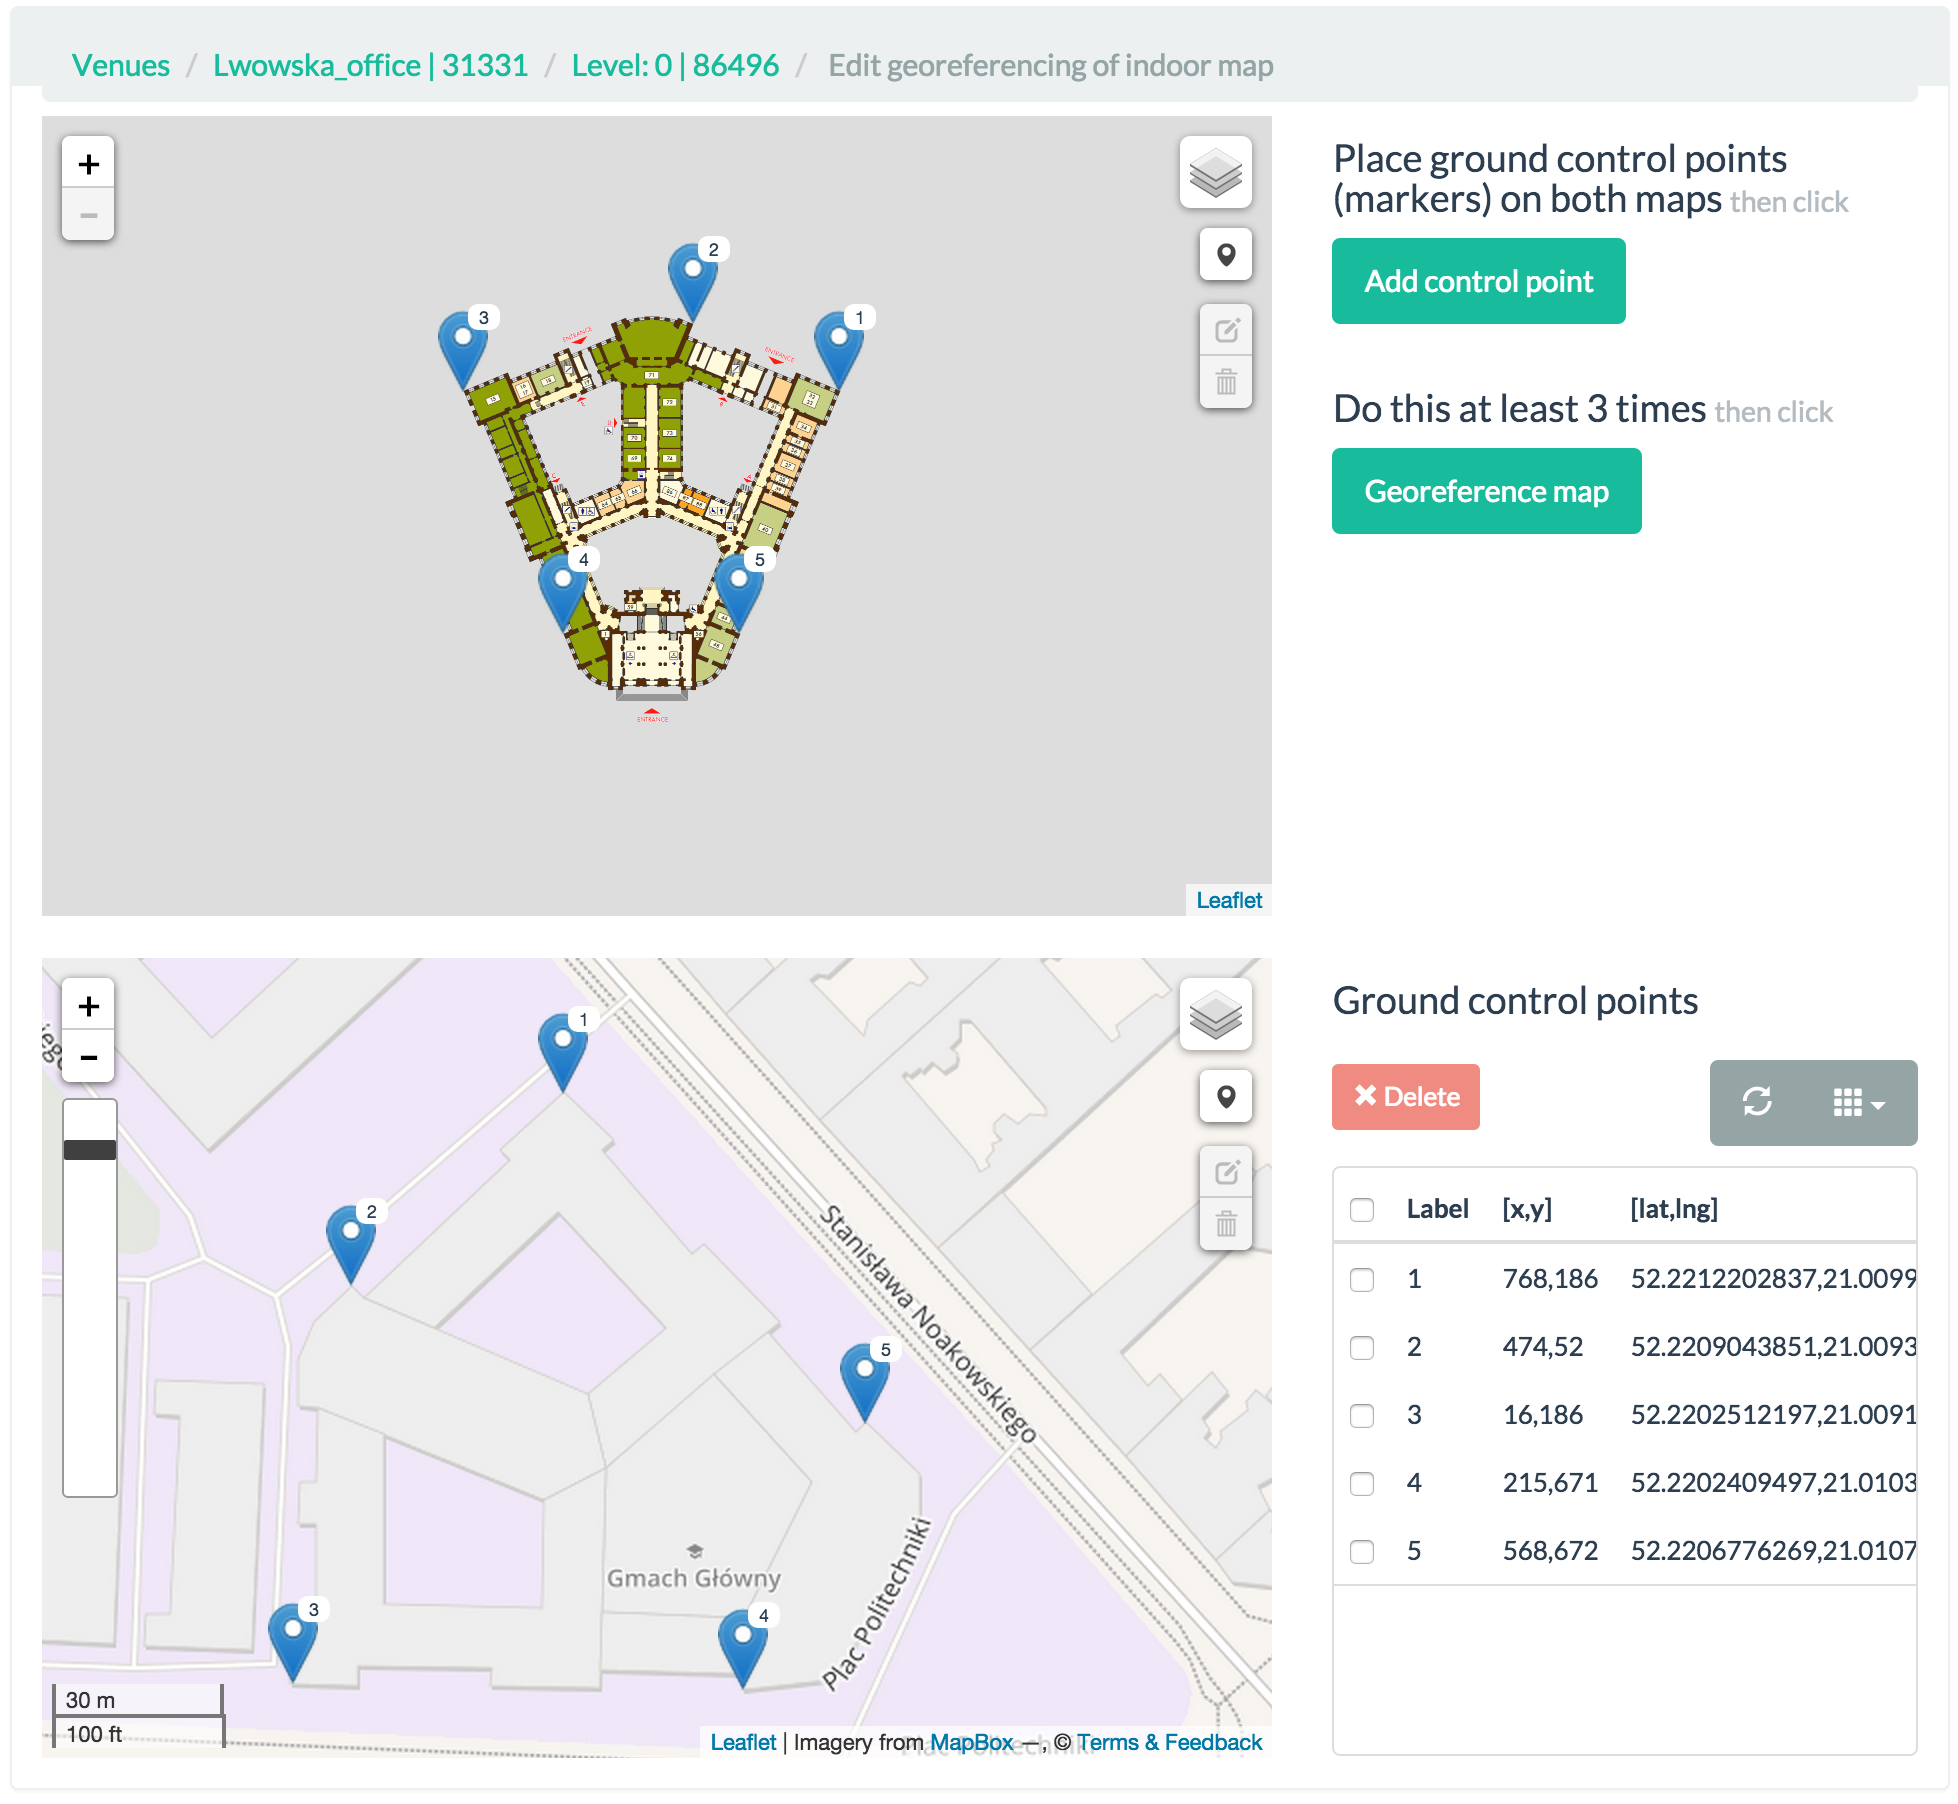 Venues / Lwowska_office | 31331 / Level: 0 | 86496 / Edit georeferencing of indoor map
+
−
2
3
1
ENTRANCE
ENTRANCE
71
4
5
ENTRANCE
Leaflet
Place ground control points
(markers) on both maps then click
Add control point
Do this at least 3 times then click
Georeference map
+
−
1
2
5
3
4
Stanisława Noakowskiego
Gmach Główny
Plac Politechniki
30 m
100 ft
Plac Politechniki
Leaflet | Imagery from MapBox —, © Terms & Feedback
Ground control points
✖ Delete
Label [x,y] [lat,lng]
1 768,186 52.2212202837,21.0099
2 474,52 52.2209043851,21.0093
3 16,186 52.2202512197,21.0091
4 215,671 52.2202409497,21.0103
5 568,672 52.2206776269,21.0107